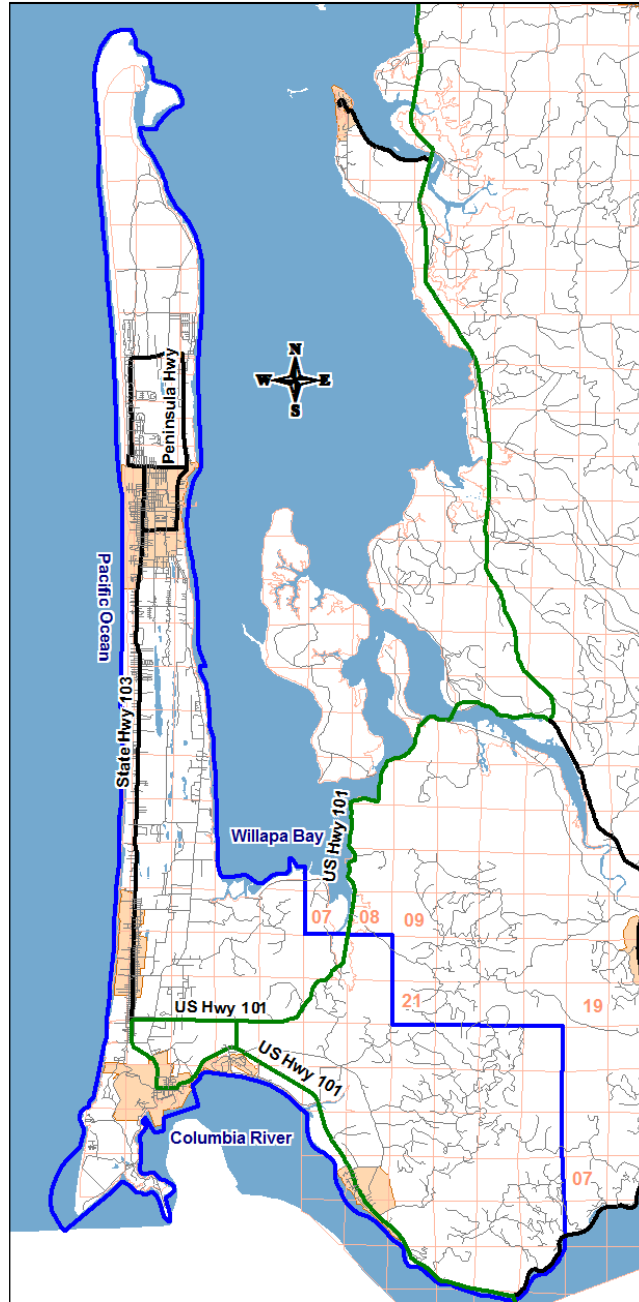 N
W E
S
Peninsula Hwy
Pacific Ocean
State Hwy 103
Willapa Bay
US Hwy 101
07 08 09
21 19
US Hwy 101
US Hwy 101
Columbia River
07